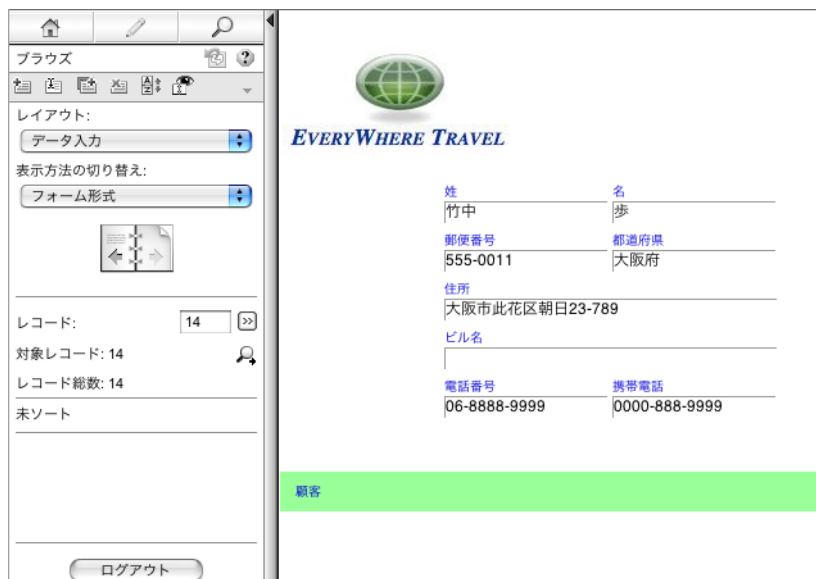 ブラウズ
レイアウト:
データ入力
表示方法の切り替え:
フォーム形式
レコード:
14
対象レコード: 14
レコード総数: 14
未ソート
ログアウト
EVERYWHERE TRAVEL
姓 名
竹中 歩
郵便番号 都道府県
555-0011 大阪府
住所
大阪市此花区朝日23-789
ビル名
電話番号 携帯電話
06-8888-9999 0000-888-9999
顧客